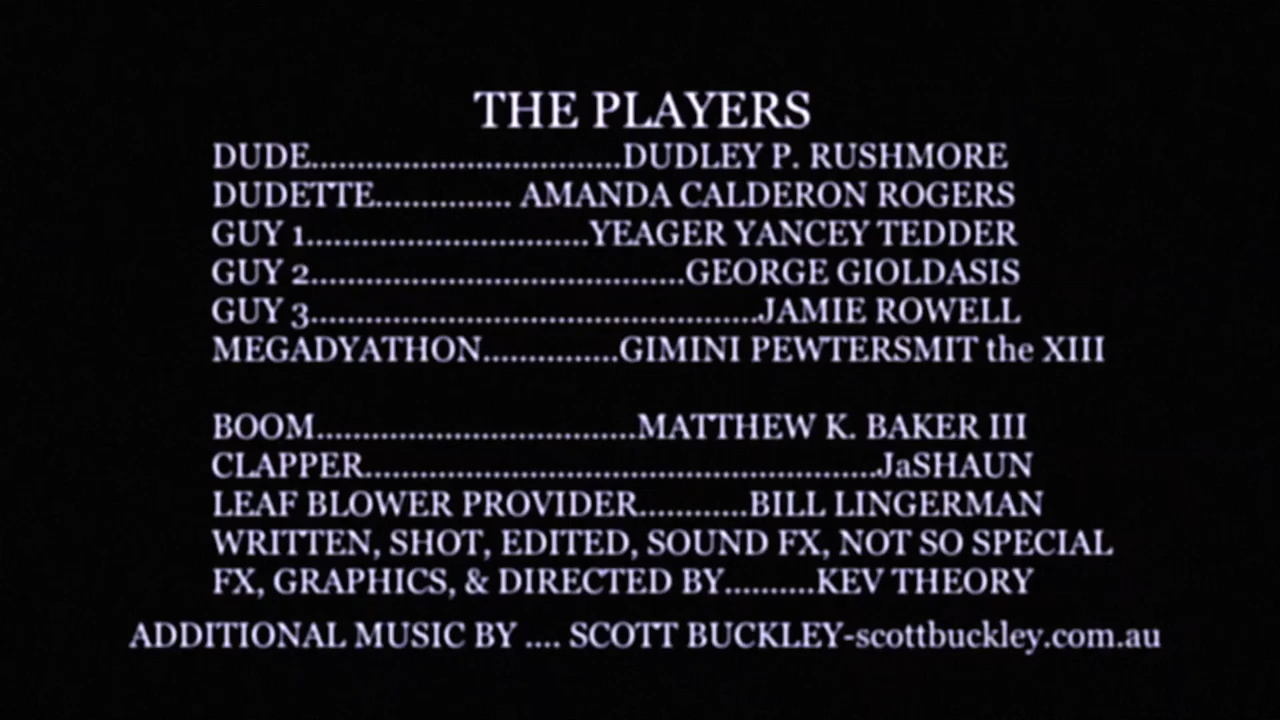 THE PLAYERS
DUDE..................................DUDLEY P. RUSHMORE
DUDETTE............... AMANDA CALDERON ROGERS
GUY 1...............................YEAGER YANCEY TEDDER
GUY 2.........................................GEORGE GIOLDASIS
GUY 3.................................................JAMIE ROWELL
MEGADYATHON...............GIMINI PEWTERSMIT the XIII
BOOM...................................MATTHEW K. BAKER III
CLAPPER........................................................JaSHAUN
LEAF BLOWER PROVIDER............BILL LINGERMAN
WRITTEN, SHOT, EDITED, SOUND FX, NOT SO SPECIAL
FX, GRAPHICS, & DIRECTED BY..........KEV THEORY
ADDITIONAL MUSIC BY .... SCOTT BUCKLEY-scottbuckley.com.au